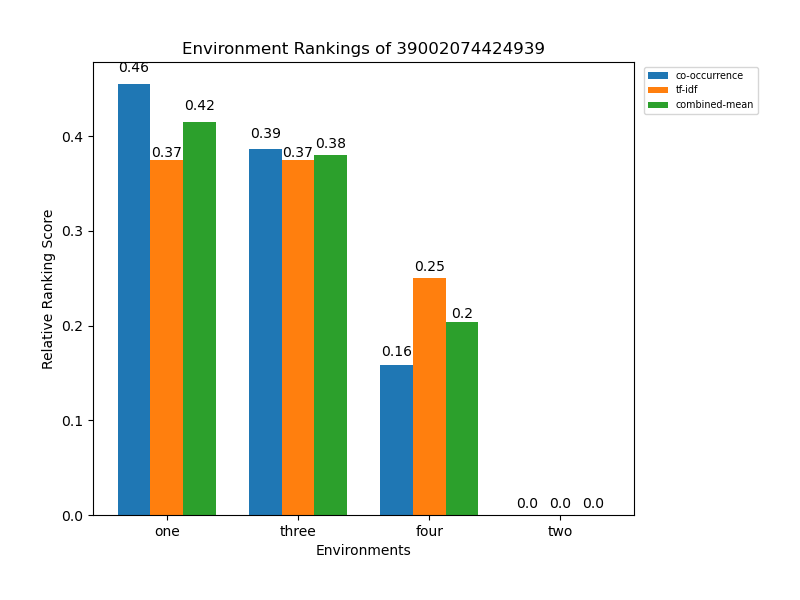 Environment Rankings of 39002074424939
co-occurrence
tf-idf
combined-mean
Relative Ranking Score
0.4
0.3
0.2
0.1
0.0
0.46
0.37
0.42
0.39
0.37
0.38
0.16
0.25
0.2
0.0
0.0
0.0
one
three
four
two
Environments